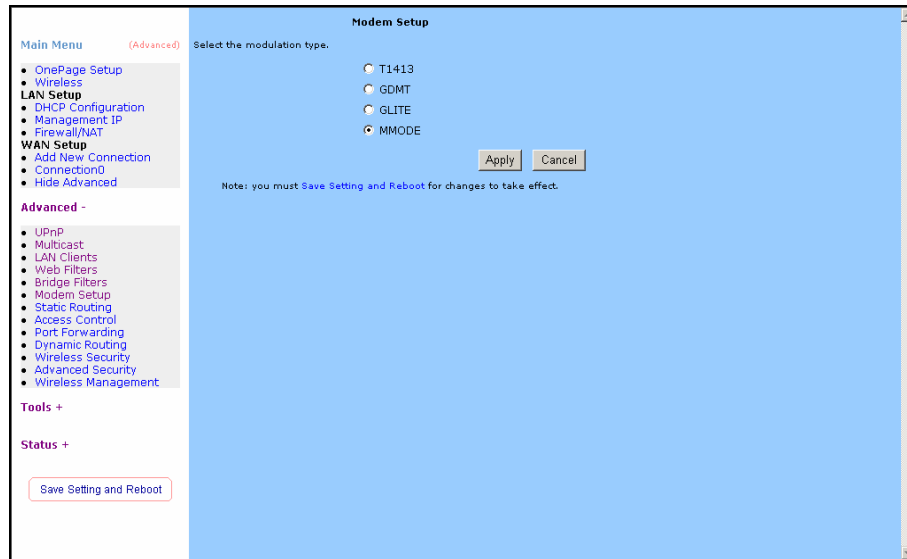 Modem Setup
Main Menu (Advanced)
Select the modulation type.
OnePage Setup
Wireless
LAN Setup
DHCP Configuration
Management IP
Firewall/NAT
WAN Setup
Add New Connection
Connection0
Hide Advanced
T1413
GDMT
GLITE
MMODE
Apply Cancel
Note: you must Save Setting and Reboot for changes to take effect.
Advanced -
UPnP
Multicast
LAN Clients
Web Filters
Bridge Filters
Modem Setup
Static Routing
Access Control
Port Forwarding
Dynamic Routing
Wireless Security
Advanced Security
Wireless Management
Tools +
Status +
Save Setting and Reboot